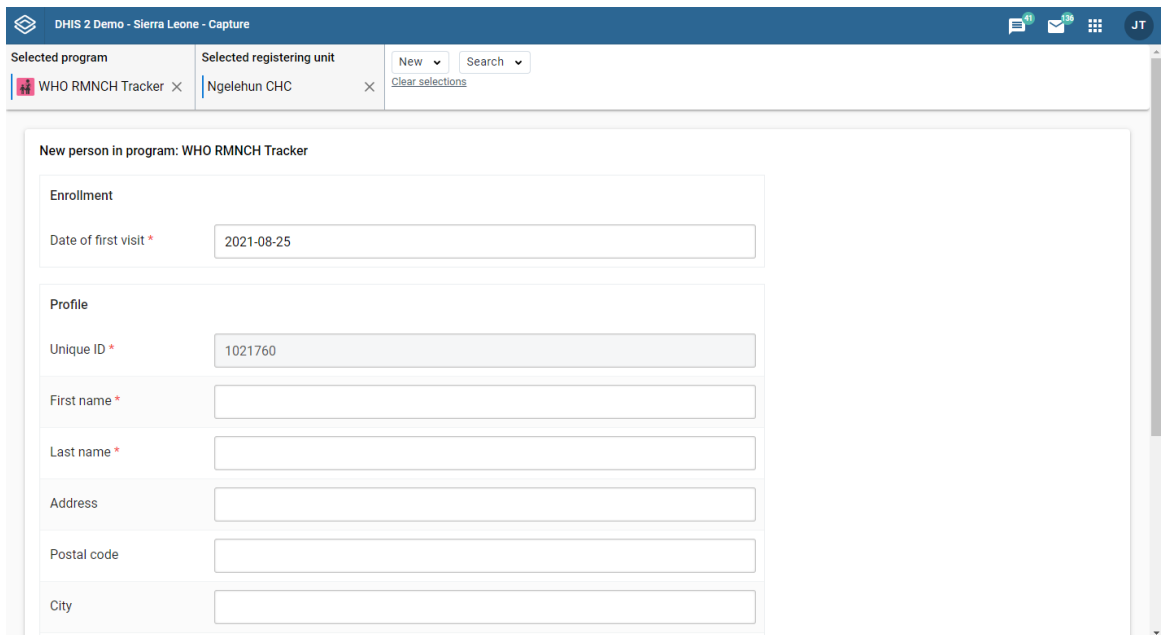 DHIS 2 Demo - Sierra Leone - Capture
41
136
JT
Selected program
WHO RMNCH Tracker
Selected registering unit
Ngelehun CHC
New
Search
Clear selections
New person in program: WHO RMNCH Tracker
Enrollment
Date of first visit * 2021-08-25
Profile
Unique ID * 1021760
First name *
Last name *
Address
Postal code
City